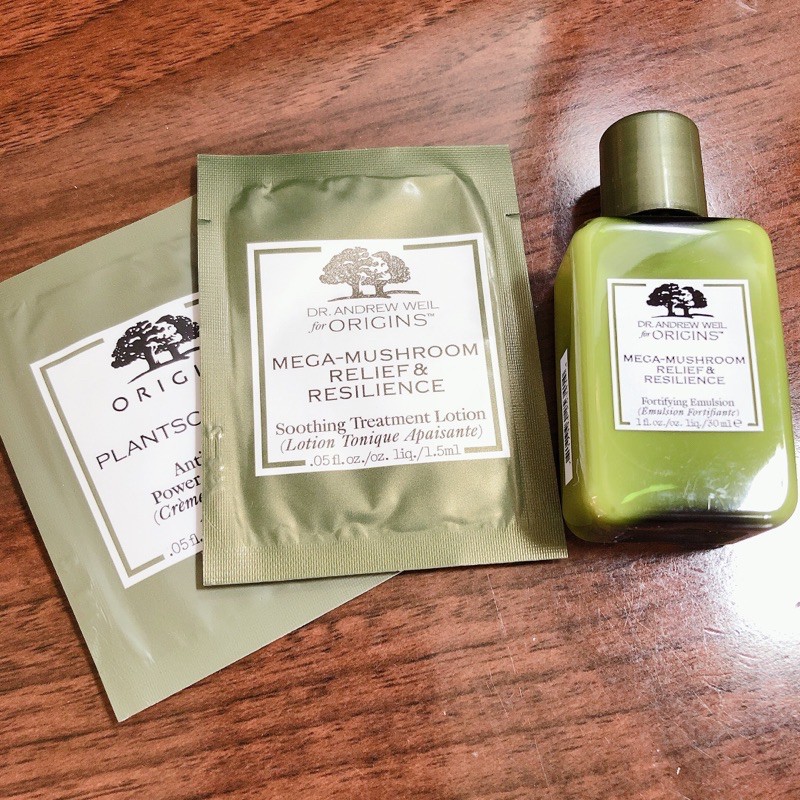 ORIGI
PLANTSC
Anti
Power
(Crème
.05 fl.
DR. ANDREW WEIL
for ORIGINS™
MEGA-MUSHROOM
RELIEF &
RESILIENCE
Soothing Treatment Lotion
(Lotion Tonique Apaisante)
.05 fl. oz./oz. liq./1.5ml
DR. ANDREW WEIL
for ORIGINS™
MEGA-MUSHROOM
RELIEF &
RESILIENCE
Fortifying Emulsion
(Emulsion Fortifiante)
1 fl. oz./oz. liq./30 ml ℮